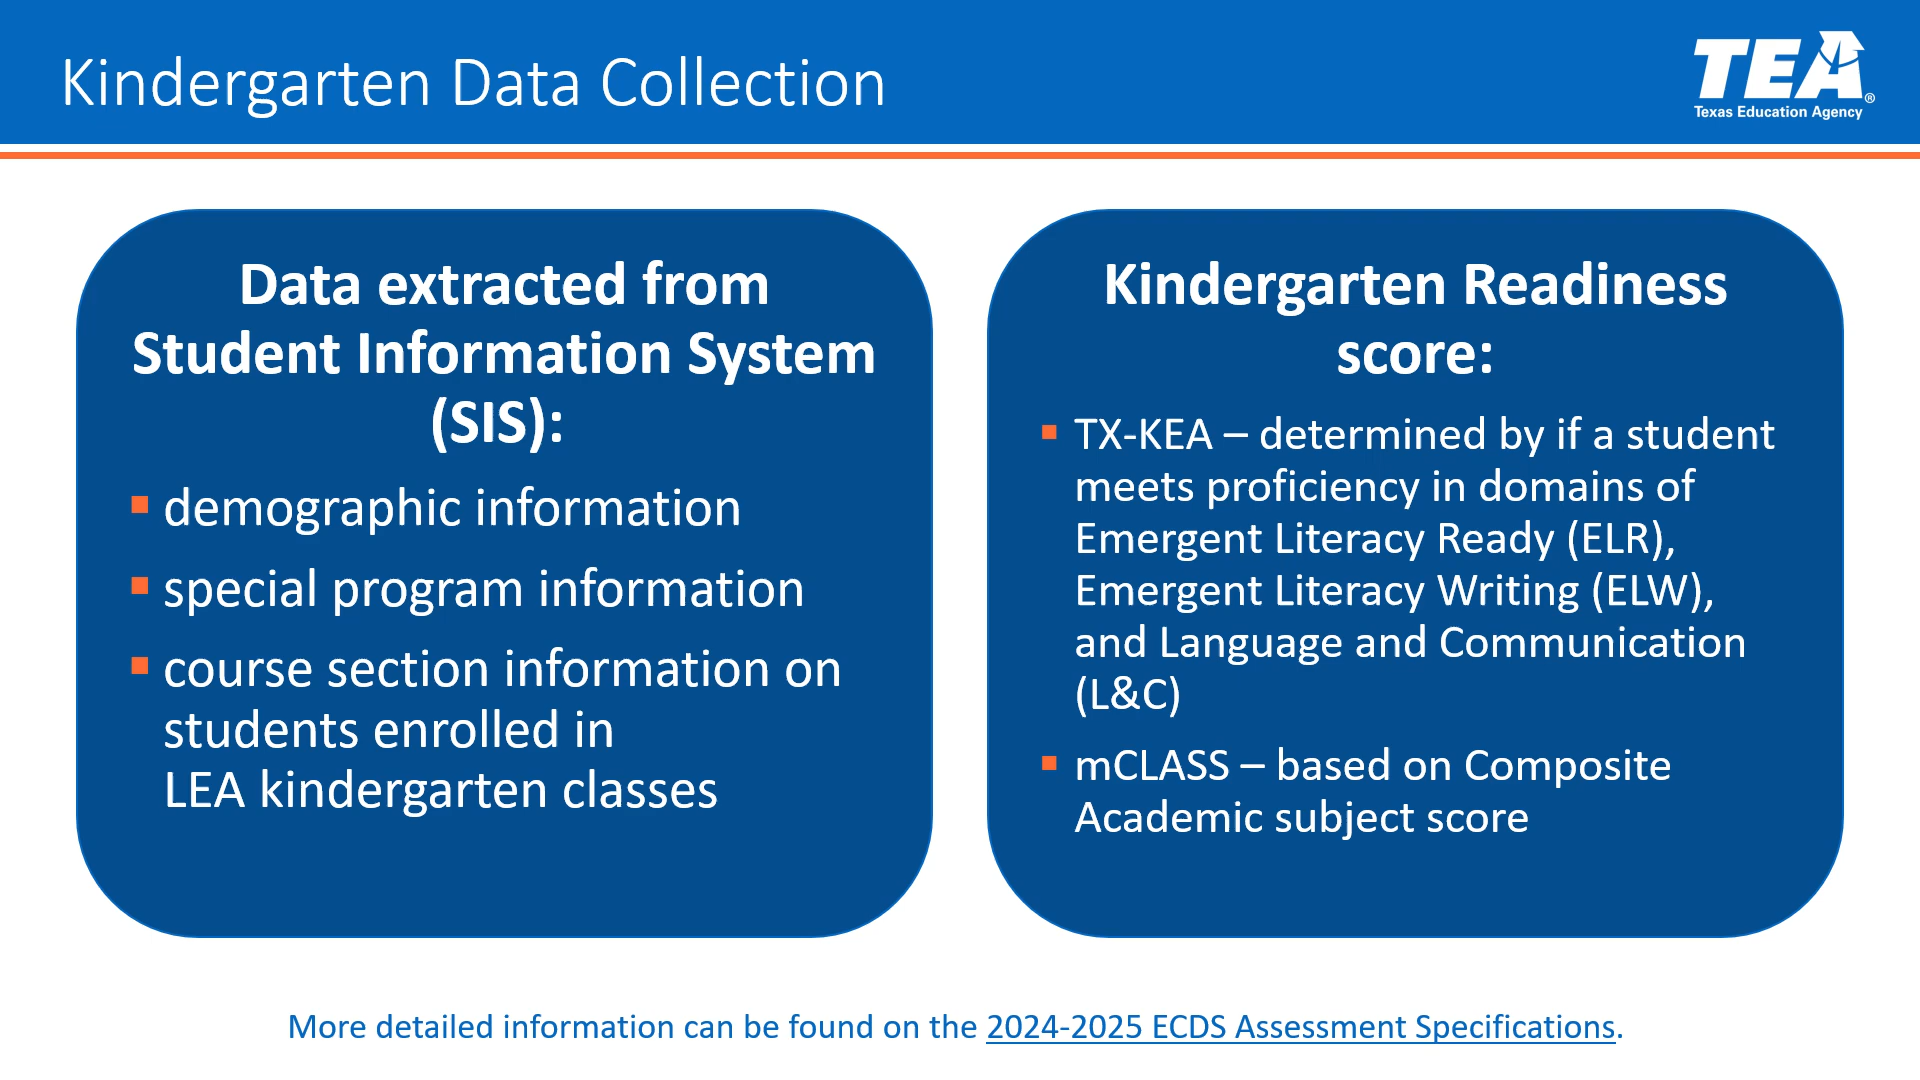 Kindergarten Data Collection
TEA
®
Texas Education Agency
Data extracted from
Student Information System
(SIS):
▪ demographic information
▪ special program information
▪ course section information on
students enrolled in
LEA kindergarten classes
Kindergarten Readiness
score:
▪ TX-KEA – determined by if a student
meets proficiency in domains of
Emergent Literacy Ready (ELR),
Emergent Literacy Writing (ELW),
and Language and Communication
(L&C)
▪ mCLASS – based on Composite
Academic subject score
More detailed information can be found on the 2024-2025 ECDS Assessment Specifications.